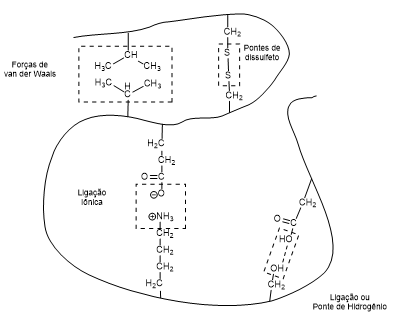 CH₂
Forças de
van der Waals
CH
H₃C CH₃
H₃C CH₃
CH
S
S
CH₂
Pontes de
dissulfeto
H₂C
CH₂
O=C
O
⊖
Ligação
Iônica
⊕NH₃
CH₂
CH₂
CH₂
H₂C
CH₂
O
C
HO
OH
CH₂
Ligação ou
Ponte de Hidrogênio